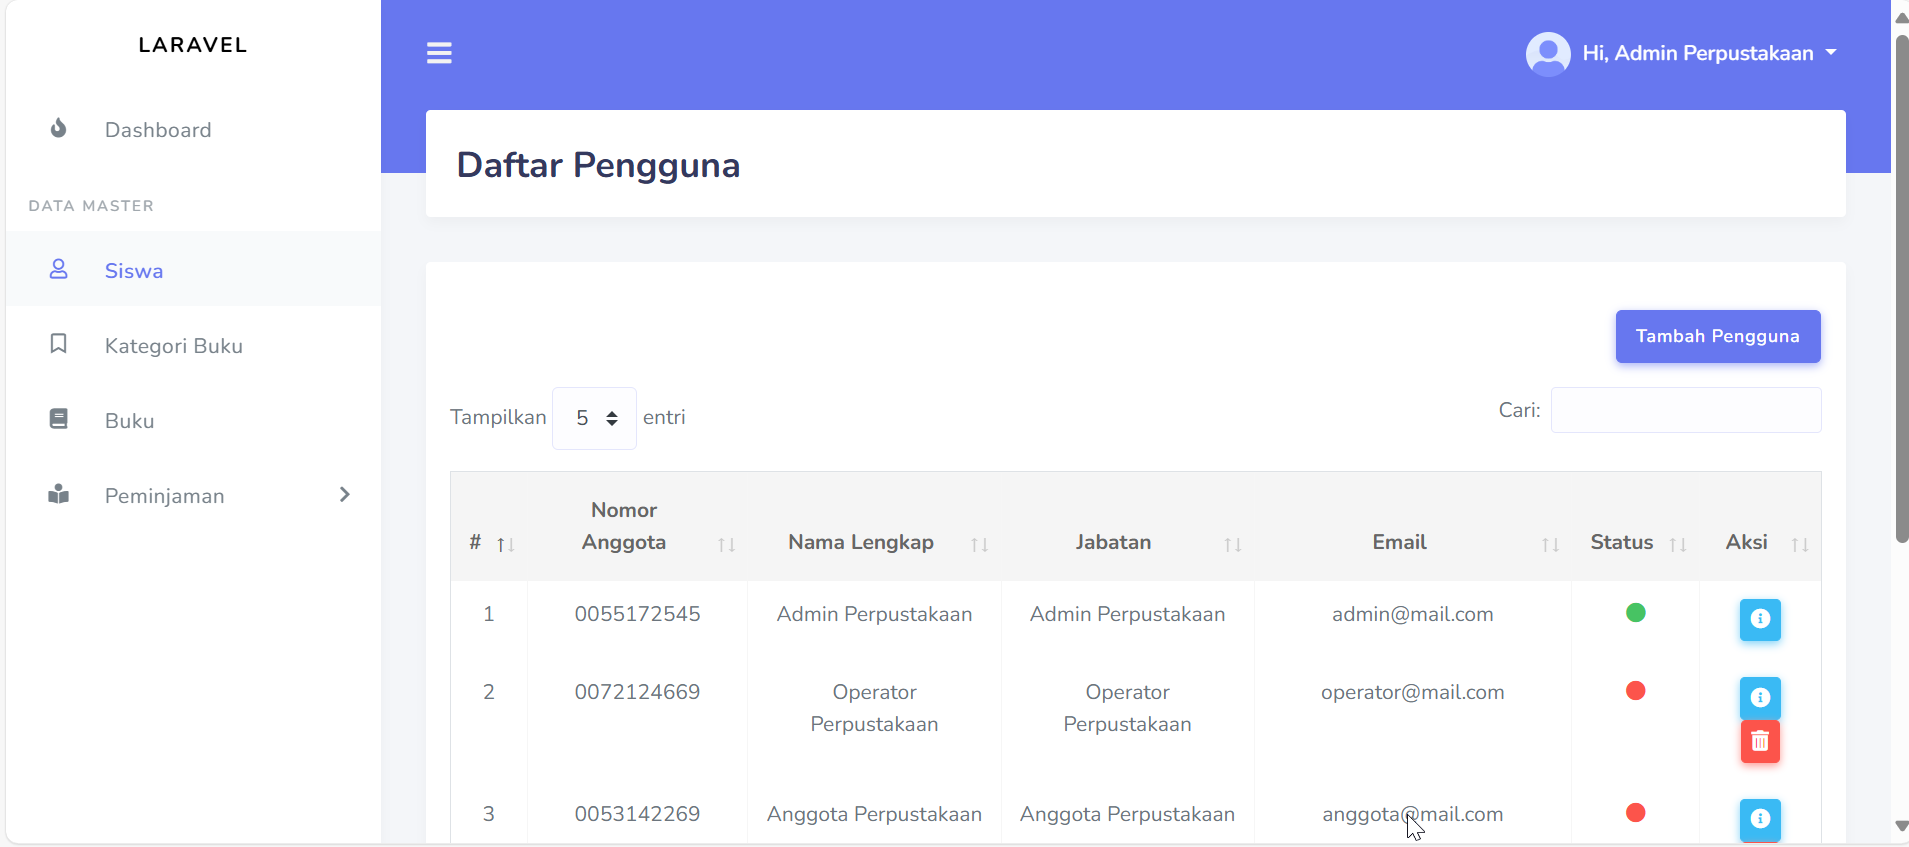 LARAVEL
Hi, Admin Perpustakaan
Dashboard
DATA MASTER
Siswa
Kategori Buku
Buku
Peminjaman
Daftar Pengguna
Tambah Pengguna
Tampilkan 5 entri
Cari:
# Nomor Anggota Nama Lengkap Jabatan Email Status Aksi
1 0055172545 Admin Perpustakaan Admin Perpustakaan admin@mail.com
2 0072124669 Operator Perpustakaan Operator Perpustakaan operator@mail.com
3 0053142269 Anggota Perpustakaan Anggota Perpustakaan anggota@mail.com